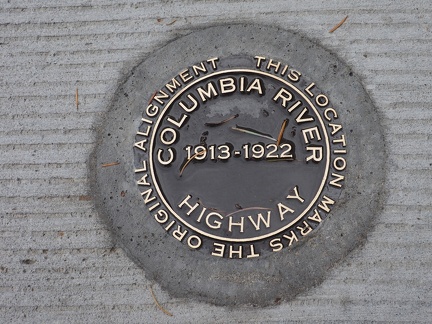 THIS LOCATION MARKS THE ORIGINAL ALIGNMENT
COLUMBIA RIVER
1913-1922
HIGHWAY